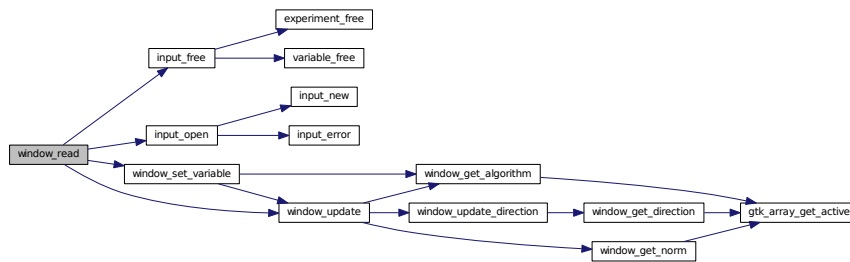 experiment_free
input_free
variable_free
input_new
input_open
input_error
window_read
window_set_variable
window_get_algorithm
window_update
window_update_direction
window_get_direction
gtk_array_get_active
window_get_norm